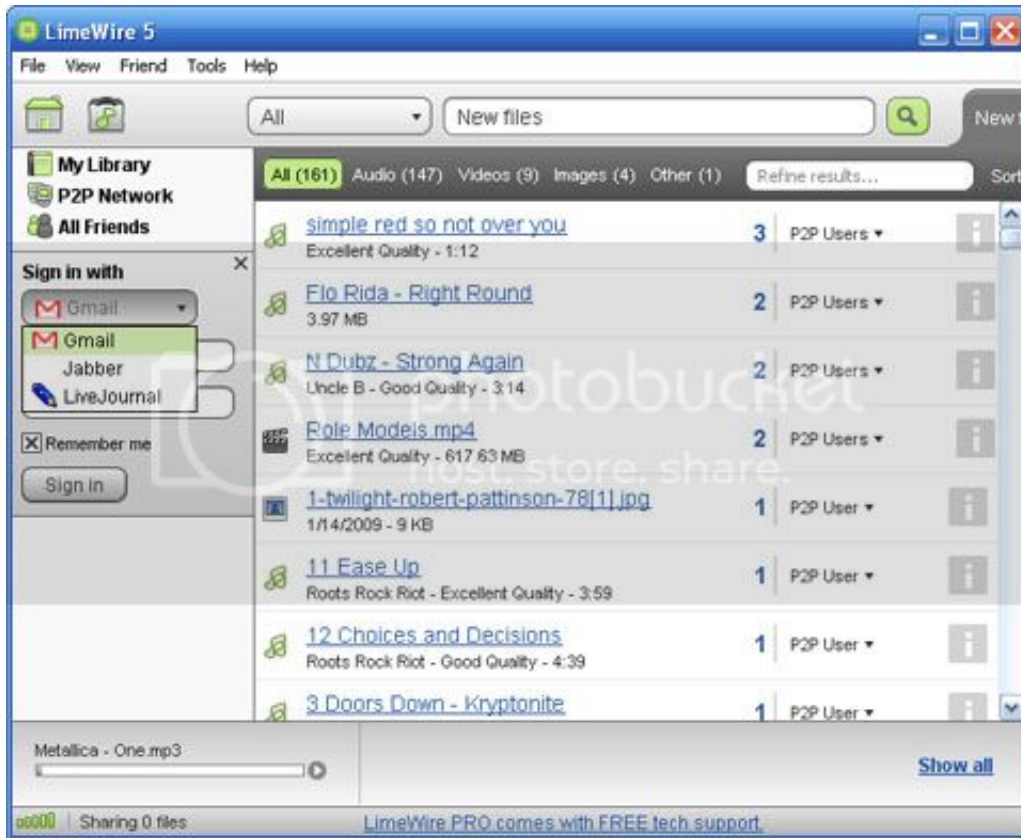 LimeWire 5
File View Friend Tools Help
All New files New
My Library
P2P Network
All Friends
All (161) Audio (147) Videos (9) Images (4) Other (1) Refine results... Sort
Sign in with
Gmail
Gmail
Jabber
LiveJournal
Remember me
Sign in
simple red so not over you 3 P2P Users
Excellent Quality - 1:12
Flo Rida - Right Round 2 P2P Users
3.97 MB
N Dubz - Strong Again 2 P2P Users
Uncle B - Good Quality - 3:14
Role Models.mp4 2 P2P Users
Excellent Quality - 617.63 MB
1-twilight-robert-pattinson-78[1].jpg 1 P2P User
1/14/2009 - 9 KB
11 Ease Up 1 P2P User
Roots Rock Riot - Excellent Quality - 3:59
12 Choices and Decisions 1 P2P User
Roots Rock Riot - Good Quality - 4:39
3 Doors Down - Kryptonite 1 P2P User
photobucket
host. store. share.
Metallica - One.mp3
Show all
Sharing 0 files LimeWire PRO comes with FREE tech support.